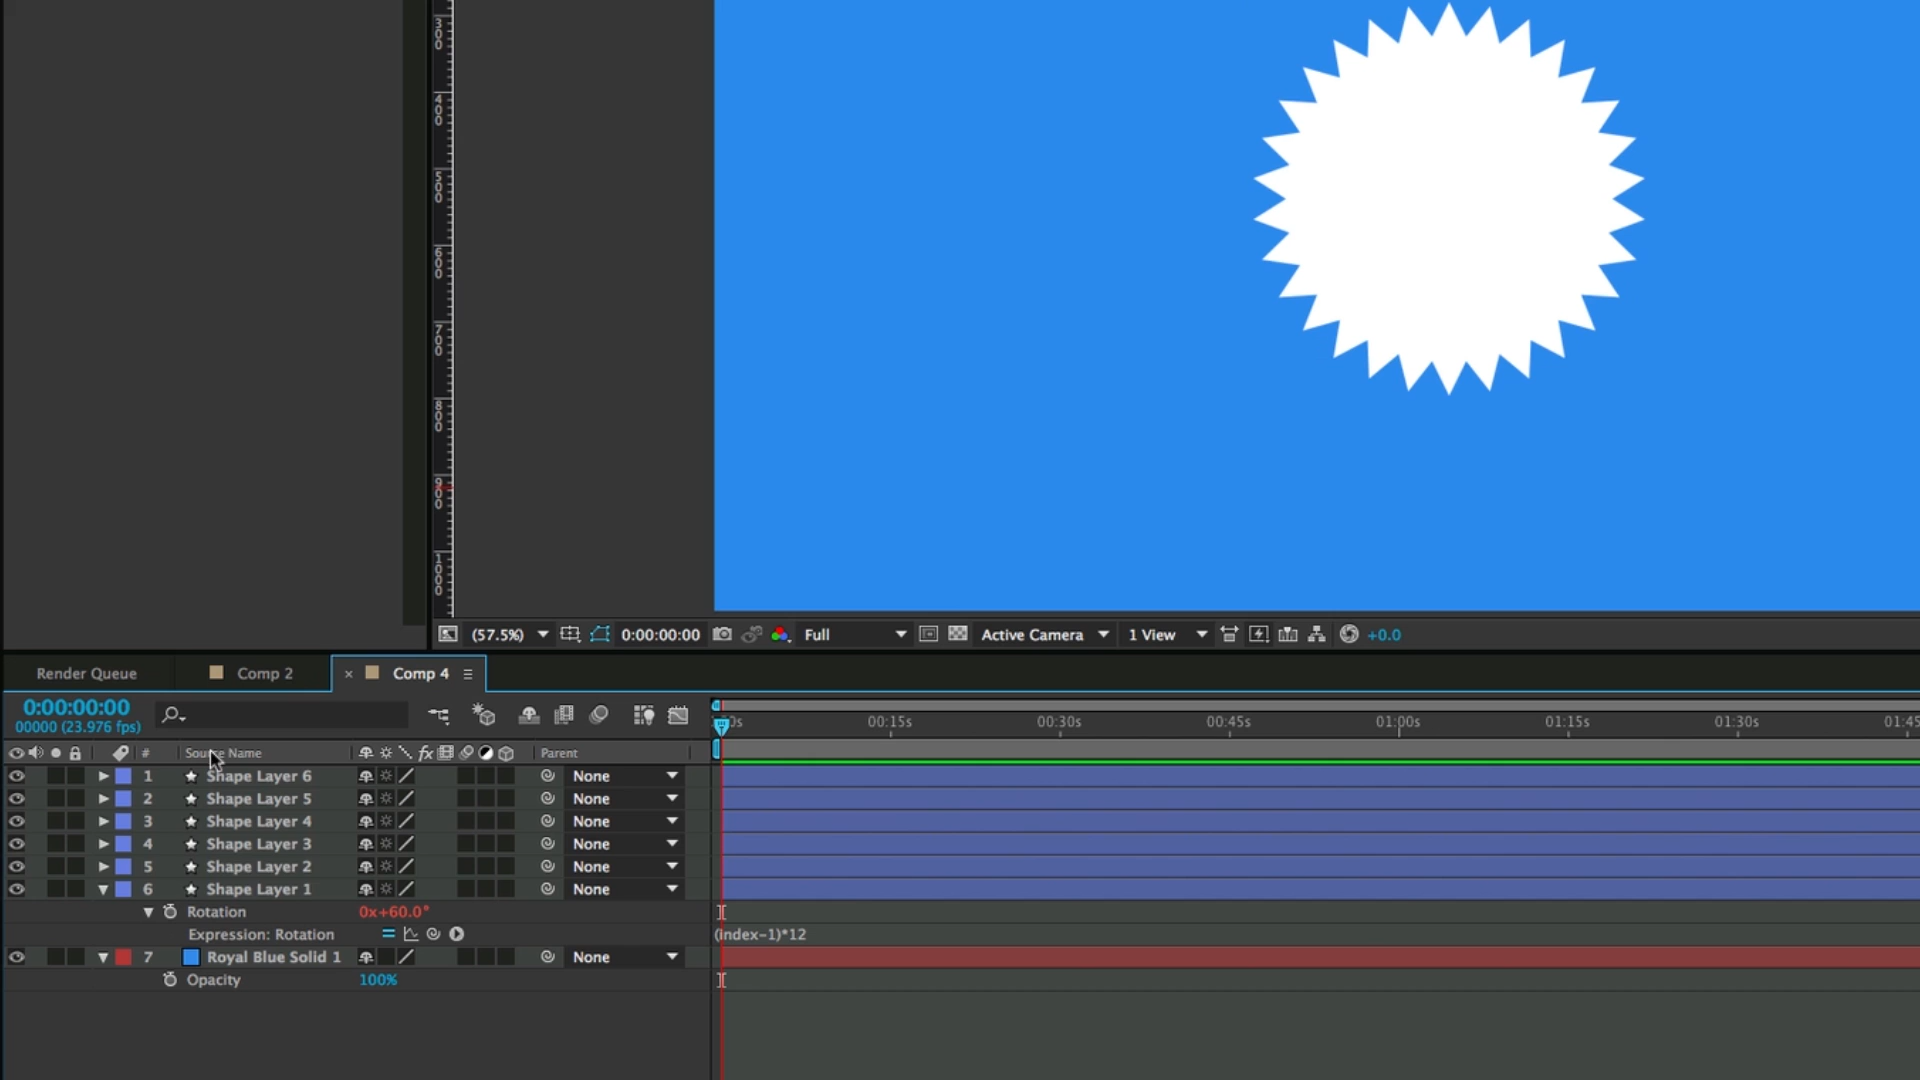 300
400
500
600
700
800
900
1000
(57.5%) 0:00:00:00 Full Active Camera 1 View +0.0
Render Queue Comp 2 × Comp 4
0:00:00:00
00000 (23.976 fps)
00:15s 00:30s 00:45s 01:00s 01:15s 01:30s 01:45
# Source Name fx Parent
1 Shape Layer 6 None
2 Shape Layer 5 None
3 Shape Layer 4 None
4 Shape Layer 3 None
5 Shape Layer 2 None
6 Shape Layer 1 None
Rotation 0x+60.0°
Expression: Rotation (index-1)*12
7 Royal Blue Solid 1 None
Opacity 100%